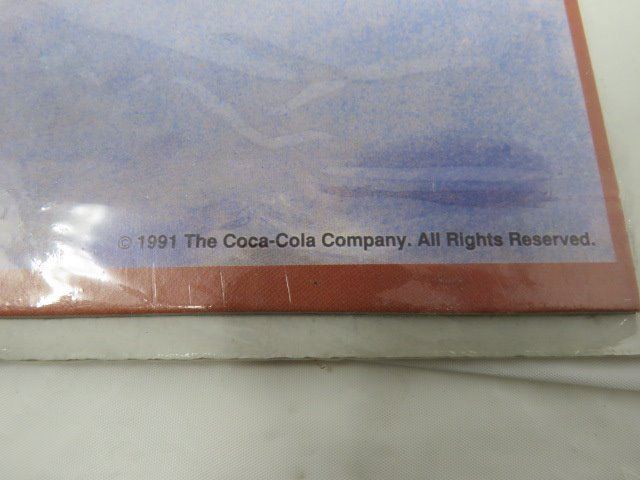 © 1991 The Coca-Cola Company. All Rights Reserved.